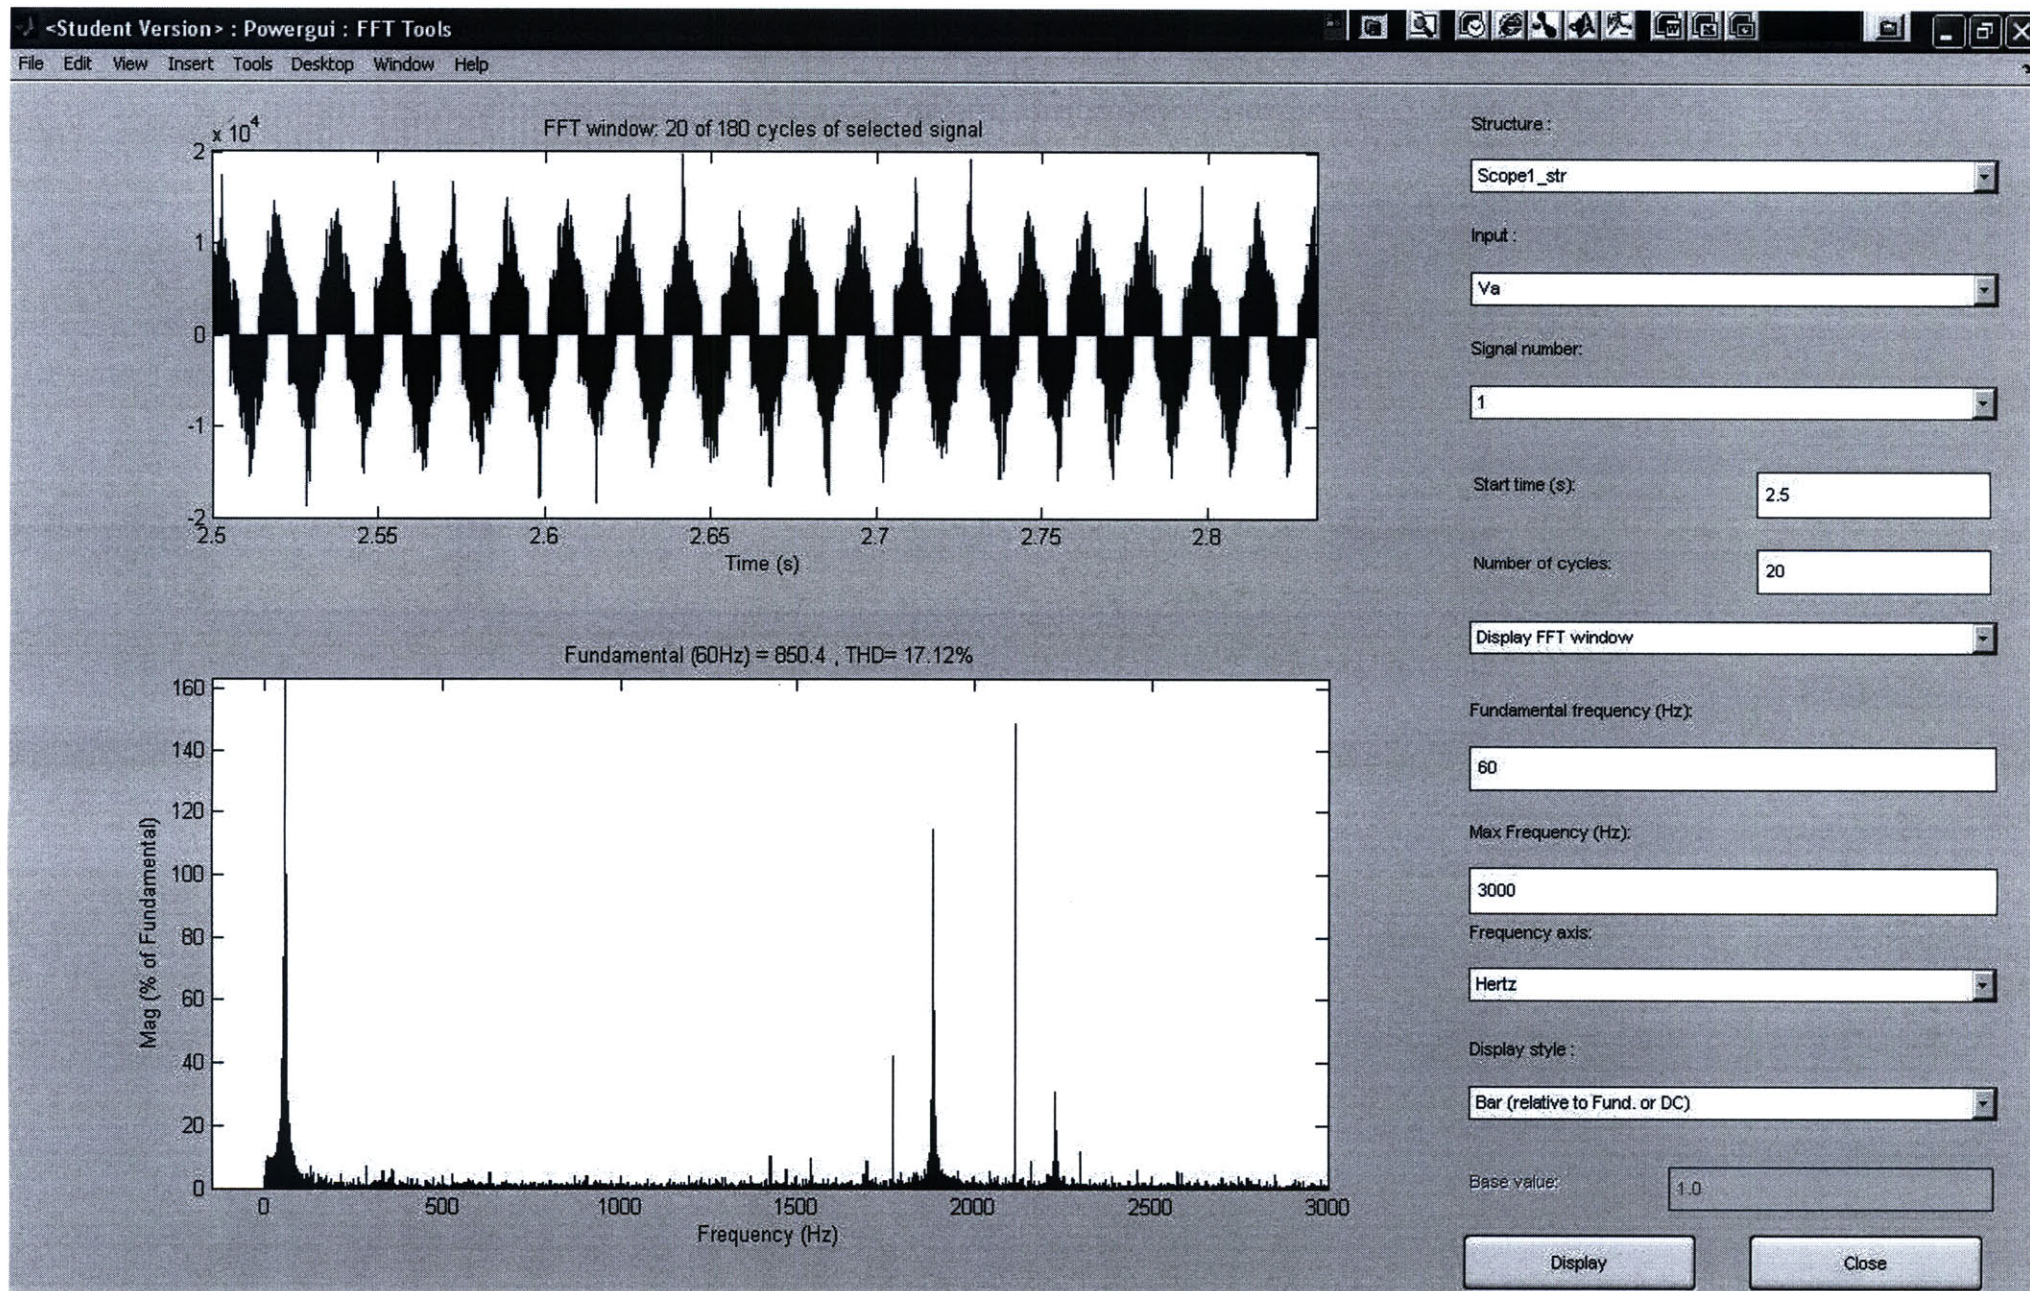 <Student Version> : Powergui : FFT Tools
File Edit View Insert Tools Desktop Window Help
x 10^4
FFT window: 20 of 180 cycles of selected signal
2
1
0
-1
-2
2.5 2.55 2.6 2.65 2.7 2.75 2.8
Time (s)
Fundamental (60Hz) = 850.4 , THD= 17.12%
160
140
120
100
80
60
40
20
0
Mag (% of Fundamental)
0 500 1000 1500 2000 2500 3000
Frequency (Hz)
Structure :
Scope1_str
Input :
Va
Signal number:
1
Start time (s):
2.5
Number of cycles:
20
Display FFT window
Fundamental frequency (Hz):
60
Max Frequency (Hz):
3000
Frequency axis:
Hertz
Display style :
Bar (relative to Fund. or DC)
Base value:
1.0
Display
Close